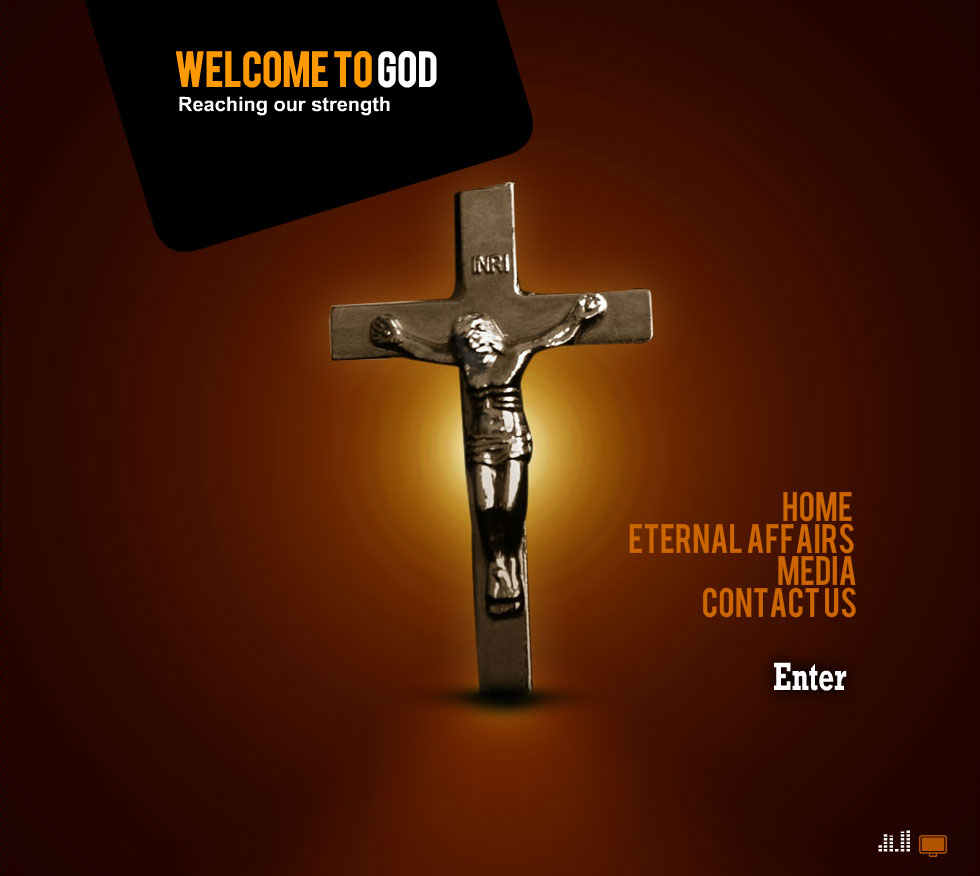 WELCOME TO GOD
Reaching our strength
INRI
HOME
ETERNAL AFFAIRS
MEDIA
CONTACT US
Enter